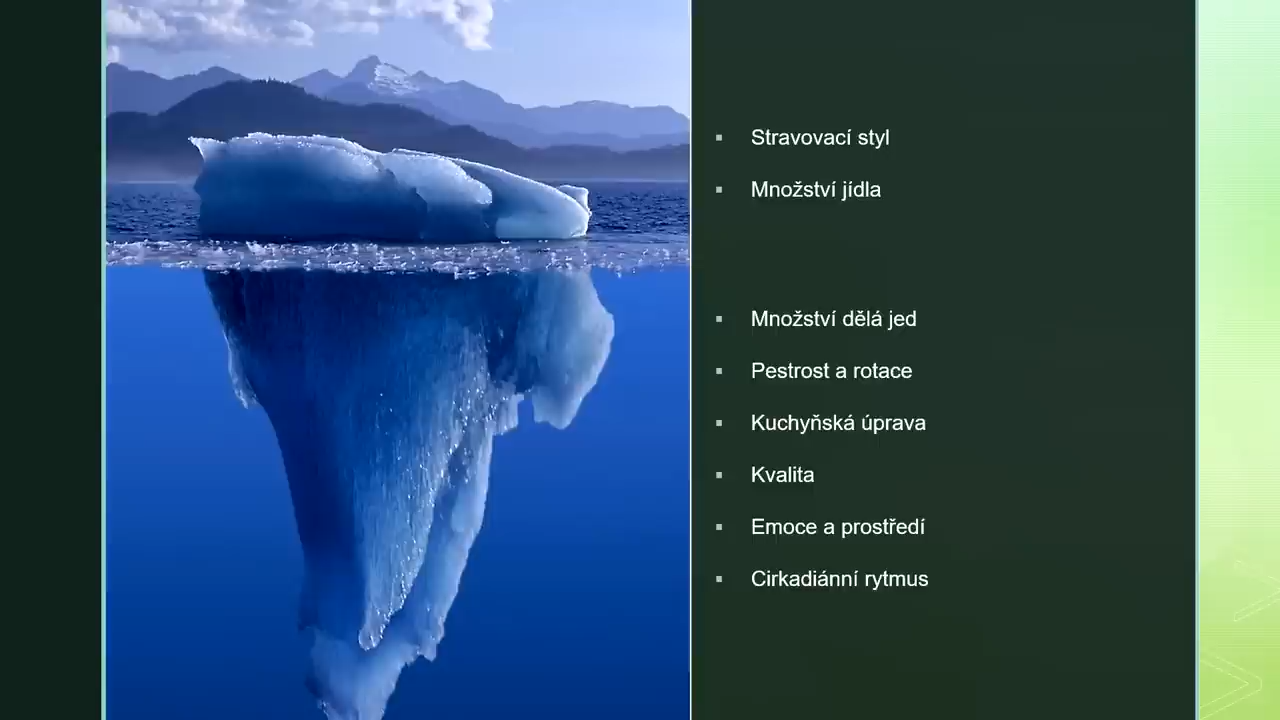 Stravovací styl
Množství jídla
Množství dělá jed
Pestrost a rotace
Kuchyňská úprava
Kvalita
Emoce a prostředí
Cirkadiánní rytmus